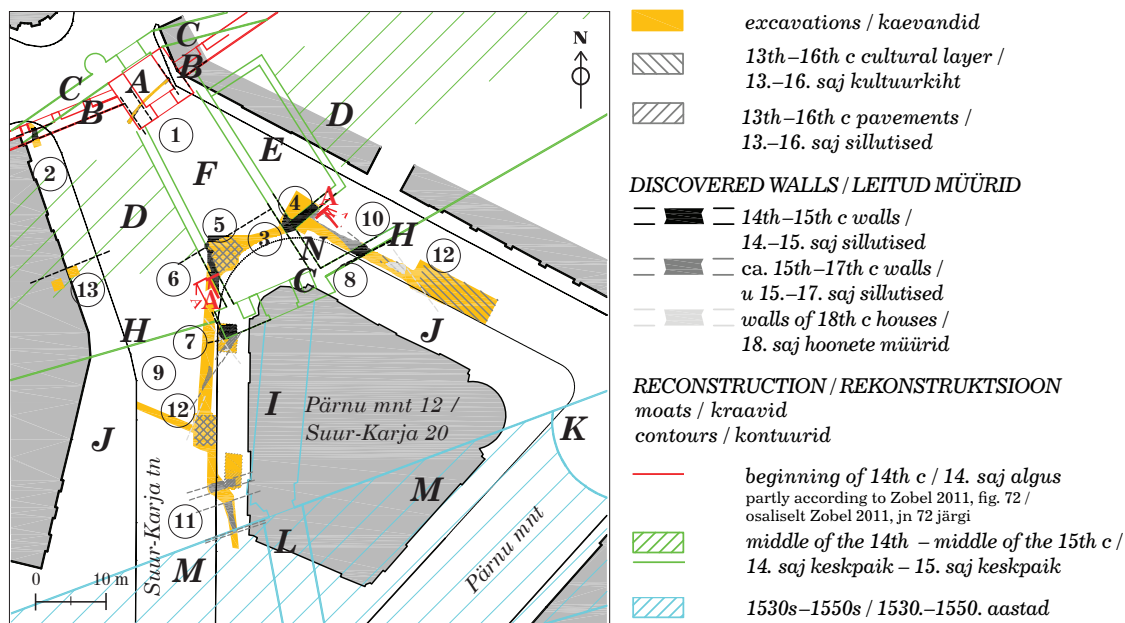 C
C
B
A
B
1
2
D
E
F
D
N
4
A
5
3
10
H
N
12
6
A
C
8
13
H
7
J
9
I
Pärnu mnt 12 /
Suur-Karja 20
12
J
K
M
11
Suur-Karja tn
L
M
Pärnu mnt
0 10 m
excavations / kaevandid
13th–16th c cultural layer /
13.–16. saj kultuurkiht
13th–16th c pavements /
13.–16. saj sillutised
DISCOVERED WALLS / LEITUD MÜÜRID
14th–15th c walls /
14.–15. saj sillutised
ca. 15th–17th c walls /
u 15.–17. saj sillutised
walls of 18th c houses /
18. saj hoonete müürid
RECONSTRUCTION / REKONSTRUKTSIOON
moats / kraavid
contours / kontuurid
beginning of 14th c / 14. saj algus
partly according to Zobel 2011, fig. 72 /
osaliselt Zobel 2011, jn 72 järgi
middle of the 14th – middle of the 15th c /
14. saj keskpaik – 15. saj keskpaik
1530s–1550s / 1530.–1550. aastad